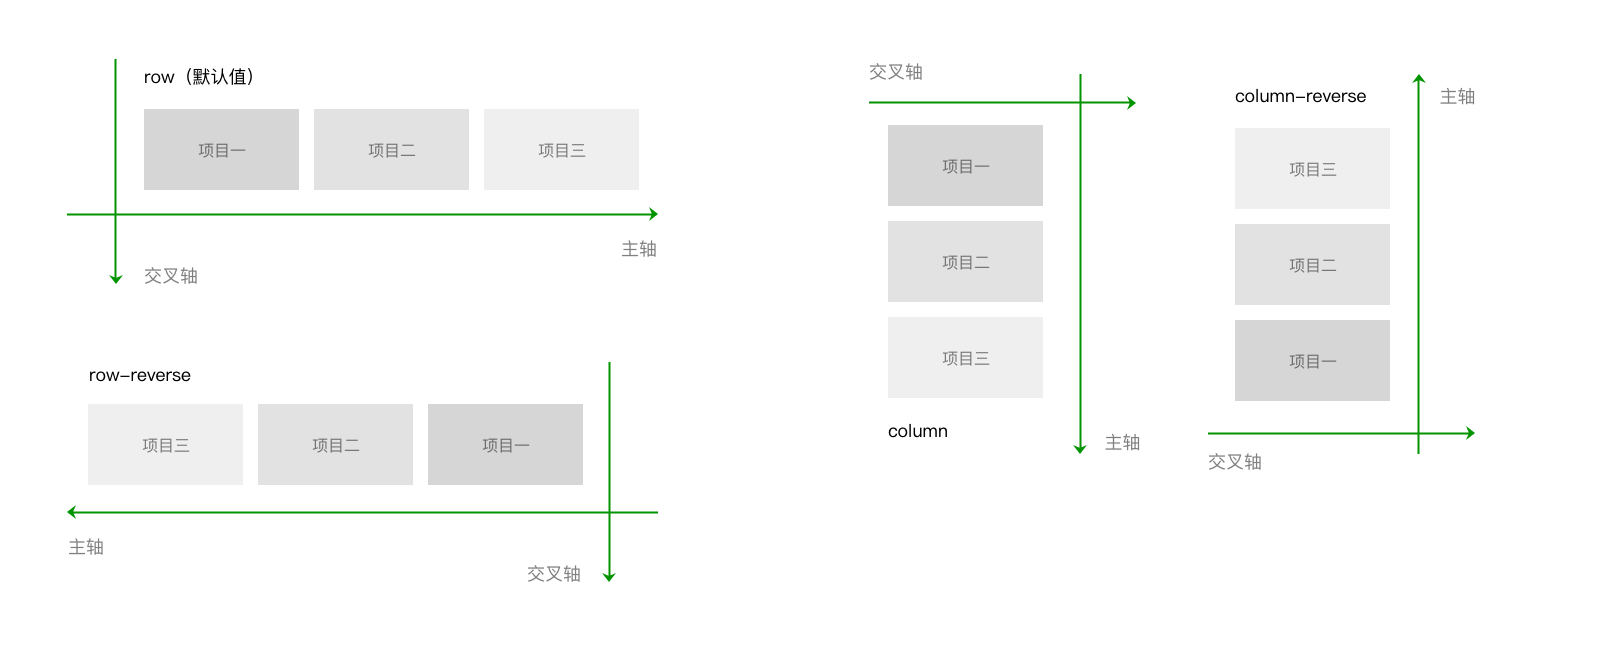 row（默认值）
项目一
项目二
项目三
主轴
交叉轴
row-reverse
项目三
项目二
项目一
主轴
交叉轴
交叉轴
项目一
项目二
项目三
column
主轴
column-reverse
主轴
项目三
项目二
项目一
交叉轴